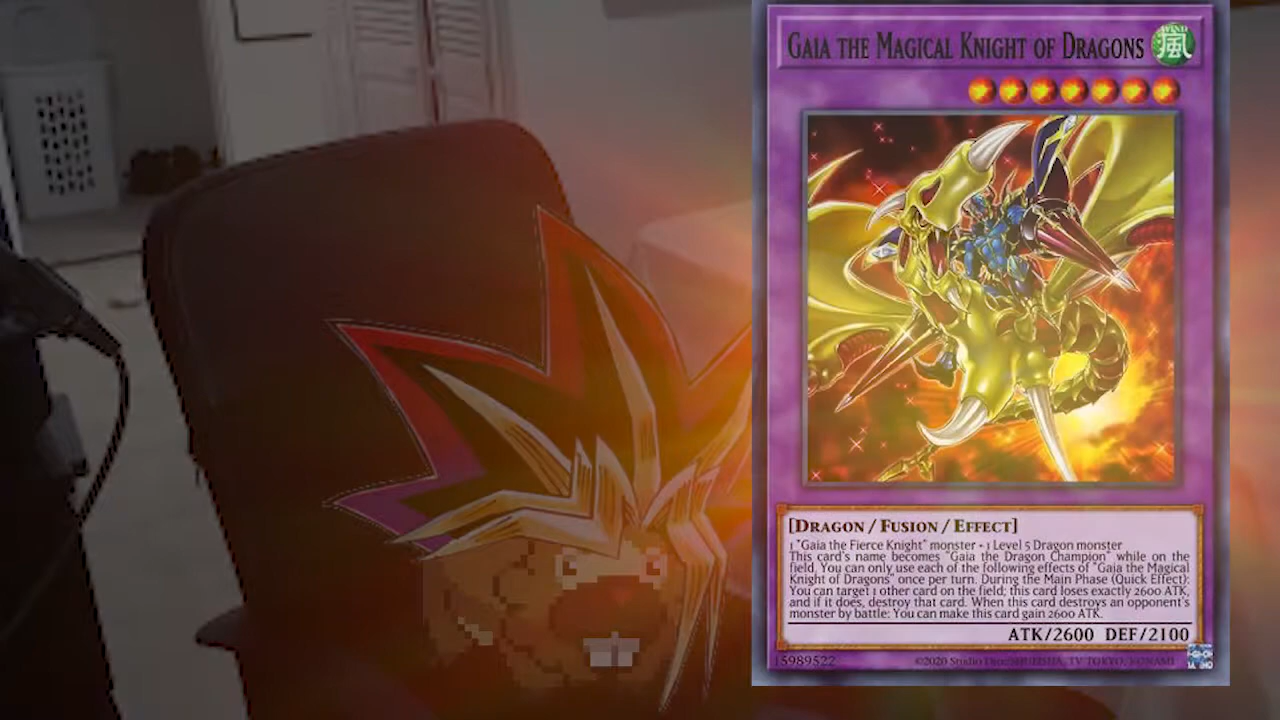 GAIA THE MAGICAL KNIGHT OF DRAGONS
WIND
風
[DRAGON / FUSION / EFFECT]
1 "Gaia the Fierce Knight" monster + 1 Level 5 Dragon monster
This card's name becomes "Gaia the Dragon Champion" while on the
field. You can only use each of the following effects of "Gaia the Magical
Knight of Dragons" once per turn. During the Main Phase (Quick Effect):
You can target 1 other card on the field; this card loses exactly 2600 ATK,
and if it does, destroy that card. When this card destroys an opponent's
monster by battle: You can make this card gain 2600 ATK.
ATK/2600 DEF/2100
15989522
©2020 Studio Dice/SHUEISHA, TV TOKYO, KONAMI